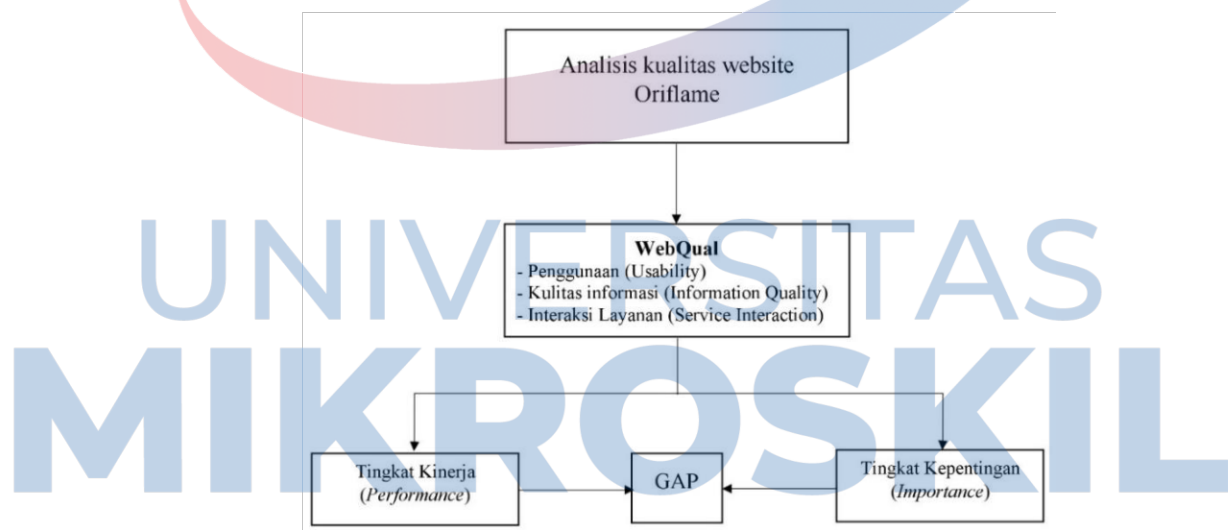 Analisis kualitas website
Oriflame
WebQual
- Penggunaan (Usability)
- Kulitas informasi (Information Quality)
- Interaksi Layanan (Service Interaction)
Tingkat Kinerja
(Performance)
GAP
Tingkat Kepentingan
(Importance)
UNIVERSITAS
MIKROSKIL